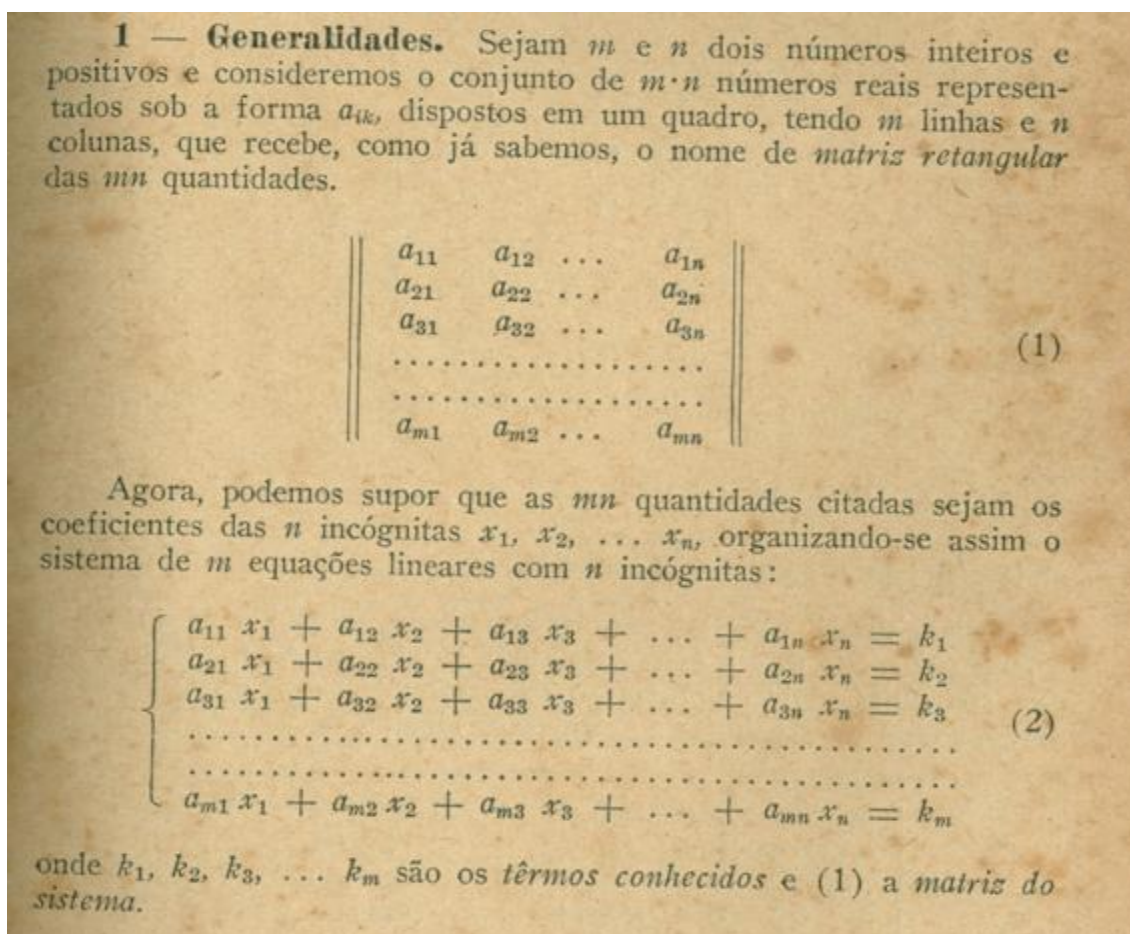 1 — Generalidades. Sejam m e n dois números inteiros e
positivos e consideremos o conjunto de m·n números reais represen-
tados sob a forma aᵢₖ, dispostos em um quadro, tendo m linhas e n
colunas, que recebe, como já sabemos, o nome de matriz retangular
das mn quantidades.
a₁₁ a₁₂ ... a₁ₙ
a₂₁ a₂₂ ... a₂ₙ
a₃₁ a₃₂ ... a₃ₙ
....................
....................
aₘ₁ aₘ₂ ... aₘₙ
(1)
Agora, podemos supor que as mn quantidades citadas sejam os
coeficientes das n incógnitas x₁, x₂, ... xₙ, organizando-se assim o
sistema de m equações lineares com n incógnitas:
a₁₁ x₁ + a₁₂ x₂ + a₁₃ x₃ + ... + a₁ₙ xₙ = k₁
a₂₁ x₁ + a₂₂ x₂ + a₂₃ x₃ + ... + a₂ₙ xₙ = k₂
a₃₁ x₁ + a₃₂ x₂ + a₃₃ x₃ + ... + a₃ₙ xₙ = k₃
..................................................
..................................................
aₘ₁ x₁ + aₘ₂ x₂ + aₘ₃ x₃ + ... + aₘₙ xₙ = kₘ
(2)
onde k₁, k₂, k₃, ... kₘ são os têrmos conhecidos e (1) a matriz do
sistema.